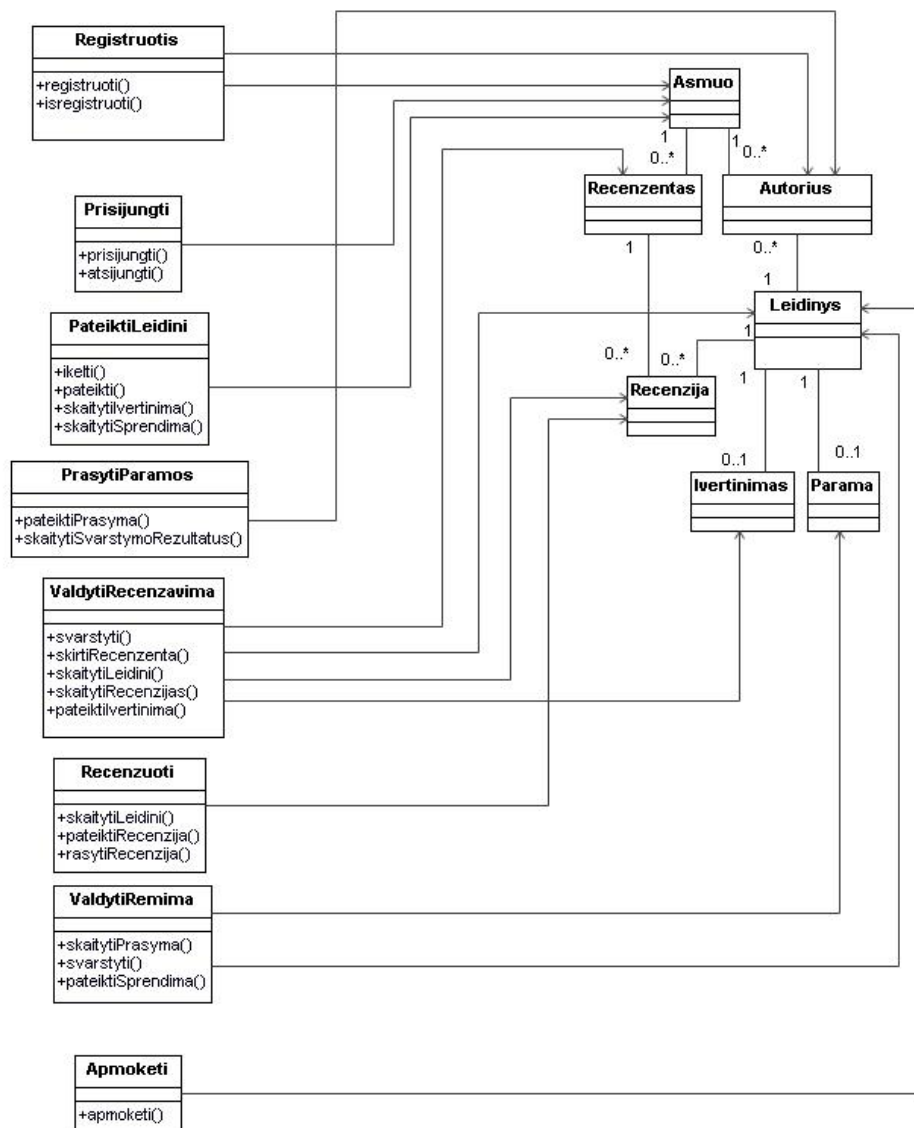 Registruotis
+registruoti()
+isregistruoti()
Asmuo
1
0..*
1
0..*
Recenzentas
Autorius
Prisijungti
+prisijungti()
+atsijungti()
1
0..*
1
Leidinys
PateiktiLeidini
+ikelti()
+pateikti()
+skaitytiIvertinima()
+skaitytiSprendima()
1
0..*
0..*
1
1
Recenzija
0..1
0..1
PrasytiParamos
+pateiktiPrasyma()
+skaitytiSvarstymoRezultatus()
Ivertinimas
Parama
ValdytiRecenzavima
+svarstyti()
+skirtiRecenzenta()
+skaitytiLeidini()
+skaitytiRecenzijas()
+pateiktiIvertinima()
Recenzuoti
+skaitytiLeidini()
+pateiktiRecenzija()
+rasytiRecenzija()
ValdytiRemima
+skaitytiPrasyma()
+svarstyti()
+pateiktiSprendima()
Apmoketi
+apmoketi()